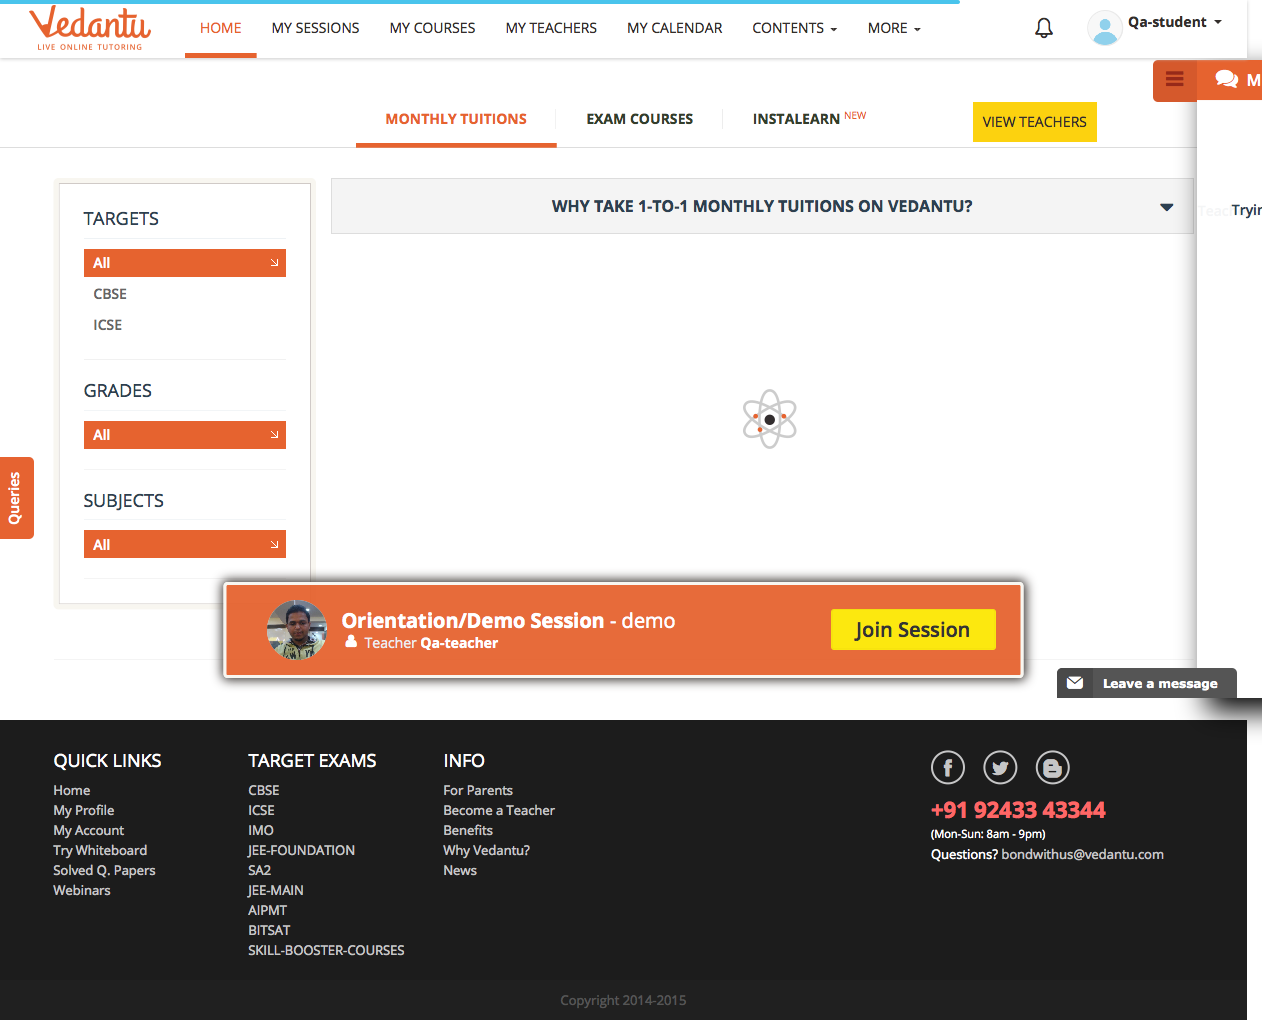 Vedantu
LIVE ONLINE TUTORING
HOME MY SESSIONS MY COURSES MY TEACHERS MY CALENDAR CONTENTS MORE
Qa-student
M
MONTHLY TUITIONS EXAM COURSES INSTALEARN NEW
VIEW TEACHERS
TARGETS
All
CBSE
ICSE
GRADES
All
SUBJECTS
All
Queries
WHY TAKE 1-TO-1 MONTHLY TUITIONS ON VEDANTU?
Teac Tryin
Orientation/Demo Session - demo
Teacher Qa-teacher
Join Session
Leave a message
QUICK LINKS
Home
My Profile
My Account
Try Whiteboard
Solved Q. Papers
Webinars
TARGET EXAMS
CBSE
ICSE
IMO
JEE-FOUNDATION
SA2
JEE-MAIN
AIPMT
BITSAT
SKILL-BOOSTER-COURSES
INFO
For Parents
Become a Teacher
Benefits
Why Vedantu?
News
+91 92433 43344
(Mon-Sun: 8am - 9pm)
Questions? bondwithus@vedantu.com
Copyright 2014-2015